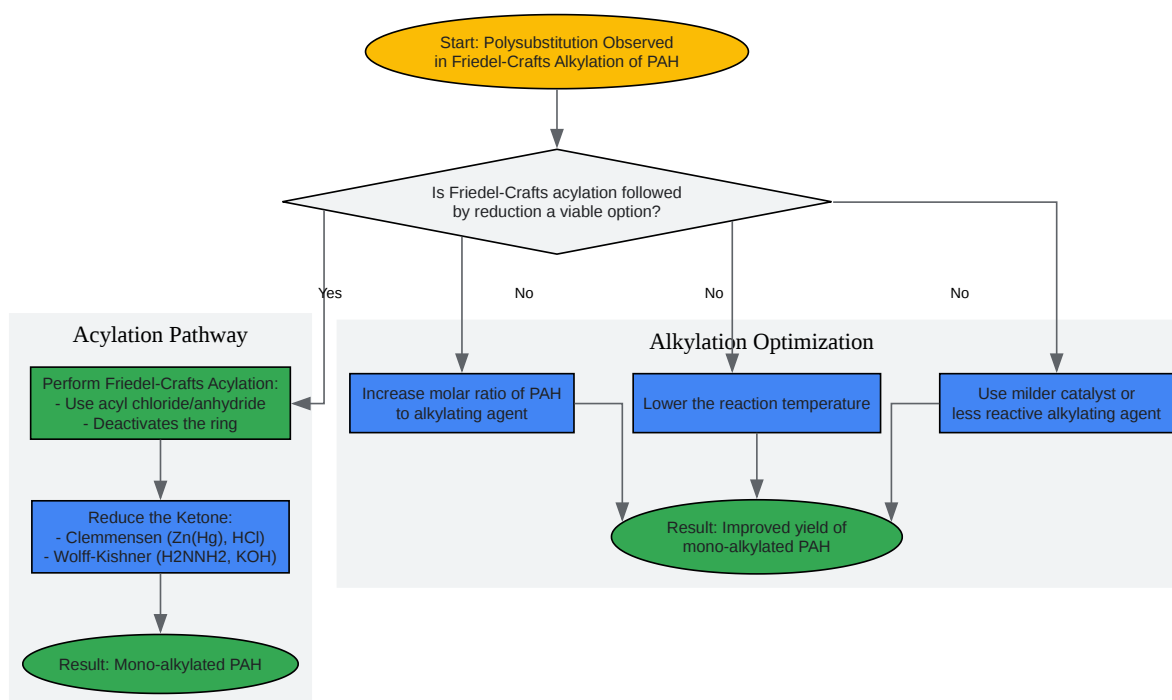 Start: Polysubstitution Observed
in Friedel-Crafts Alkylation of PAH
Is Friedel-Crafts acylation followed
by reduction a viable option?
Yes
No
No
No
Acylation Pathway
Perform Friedel-Crafts Acylation:
- Use acyl chloride/anhydride
- Deactivates the ring
Reduce the Ketone:
- Clemmensen (Zn(Hg), HCl)
- Wolff-Kishner (H2NNH2, KOH)
Result: Mono-alkylated PAH
Alkylation Optimization
Increase molar ratio of PAH
to alkylating agent
Lower the reaction temperature
Use milder catalyst or
less reactive alkylating agent
Result: Improved yield of
mono-alkylated PAH